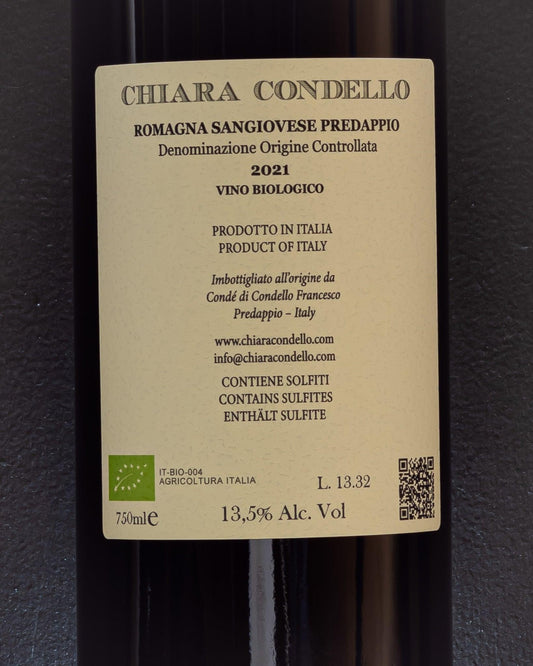 CHIARA CONDELLO
ROMAGNA SANGIOVESE PREDAPPIO
Denominazione Origine Controllata
2021
VINO BIOLOGICO
PRODOTTO IN ITALIA
PRODUCT OF ITALY
Imbottigliato all'origine da
Condé di Condello Francesco
Predappio – Italy
www.chiaracondello.com
info@chiaracondello.com
CONTIENE SOLFITI
CONTAINS SULFITES
ENTHÄLT SULFITE
IT-BIO-004
AGRICOLTURA ITALIA
L. 13.32
750ml e
13,5% Alc. Vol